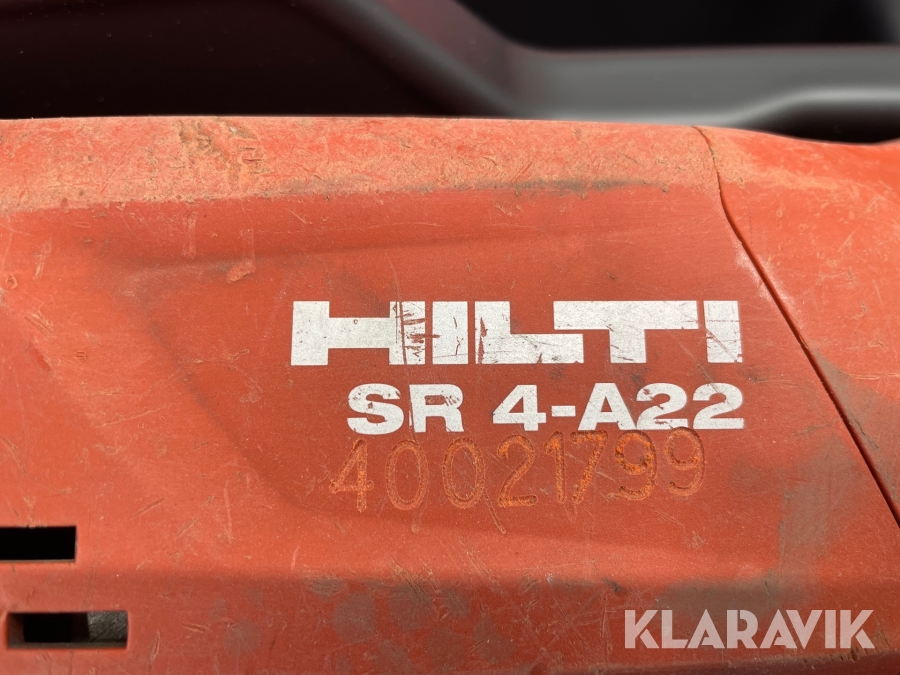 HILTI
SR 4-A22
40021799
KLARAVIK